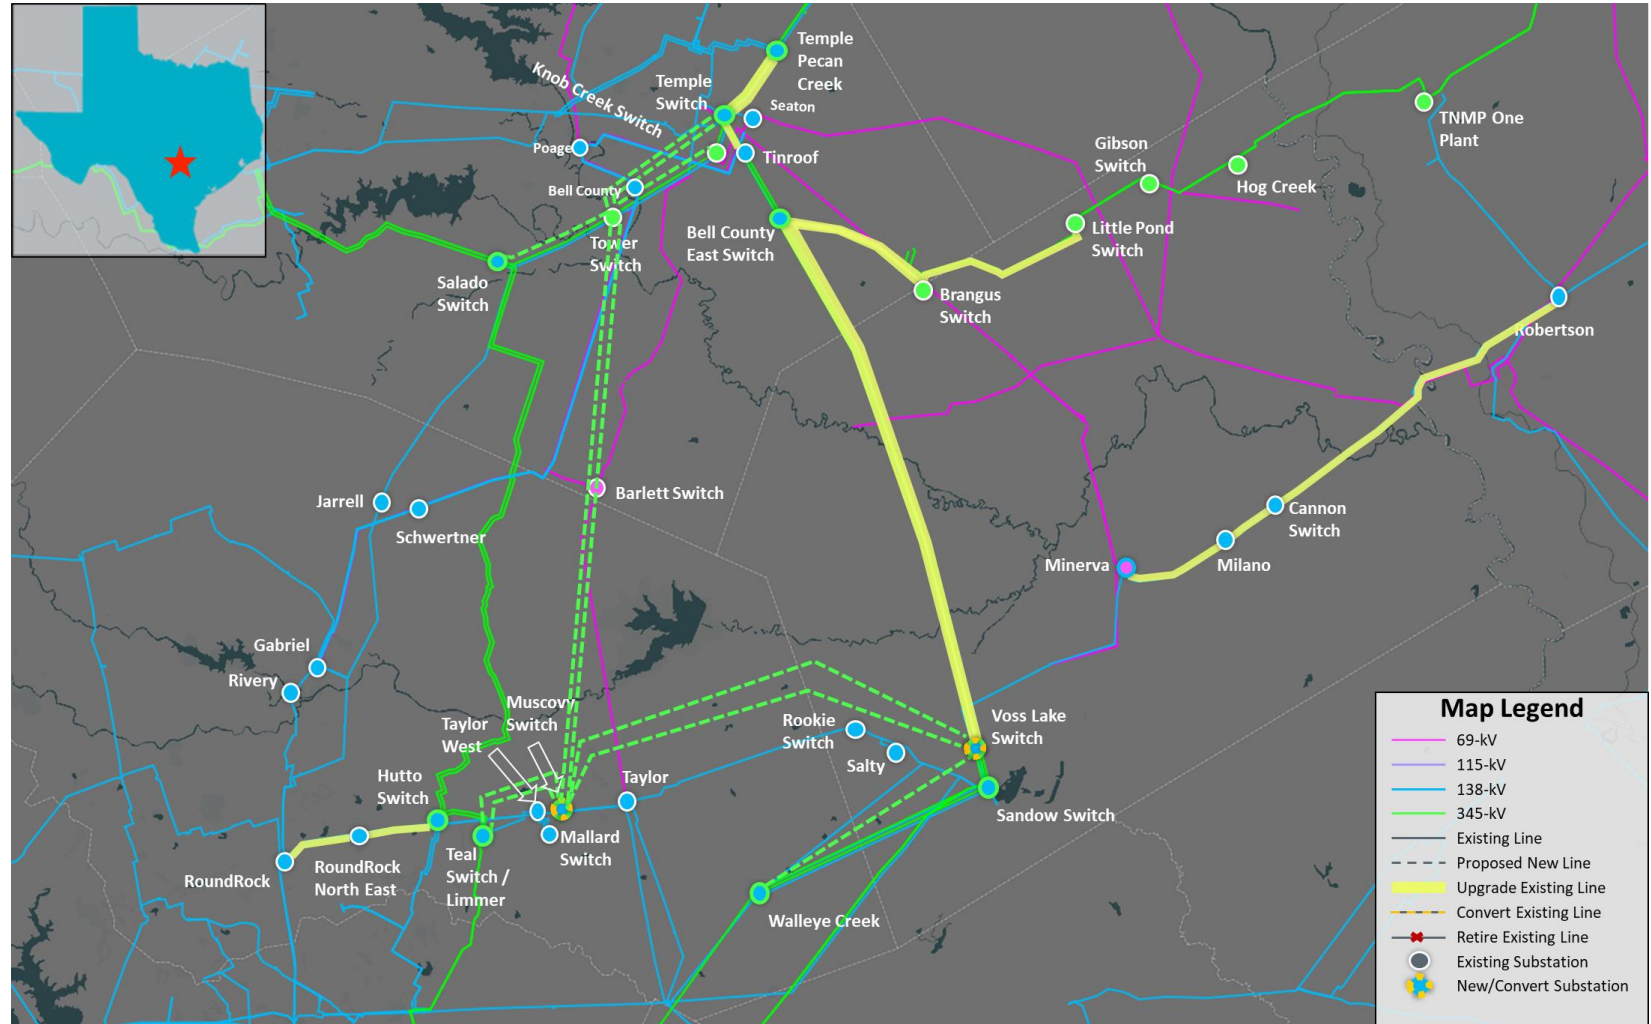 Temple
Pecan
Creek
Temple
Switch
Knob Creek Switch
Seaton
Poage
Tinroof
TNMP One
Plant
Gibson
Switch
Hog Creek
Bell County
Tower
Switch
Bell County
East Switch
Little Pond
Switch
Salado
Switch
Brangus
Switch
Robertson
Jarrell
Barlett Switch
Schwertner
Cannon
Switch
Minerva
Milano
Gabriel
Rivery
Muscovy
Switch
Taylor
West
Rookie
Switch
Voss Lake
Switch
Salty
Hutto
Switch
Taylor
Sandow Switch
Mallard
Switch
Teal
Switch /
Limmer
RoundRock
North East
RoundRock
Walleye Creek
Map Legend
69-kV
115-kV
138-kV
345-kV
Existing Line
Proposed New Line
Upgrade Existing Line
Convert Existing Line
Retire Existing Line
Existing Substation
New/Convert Substation